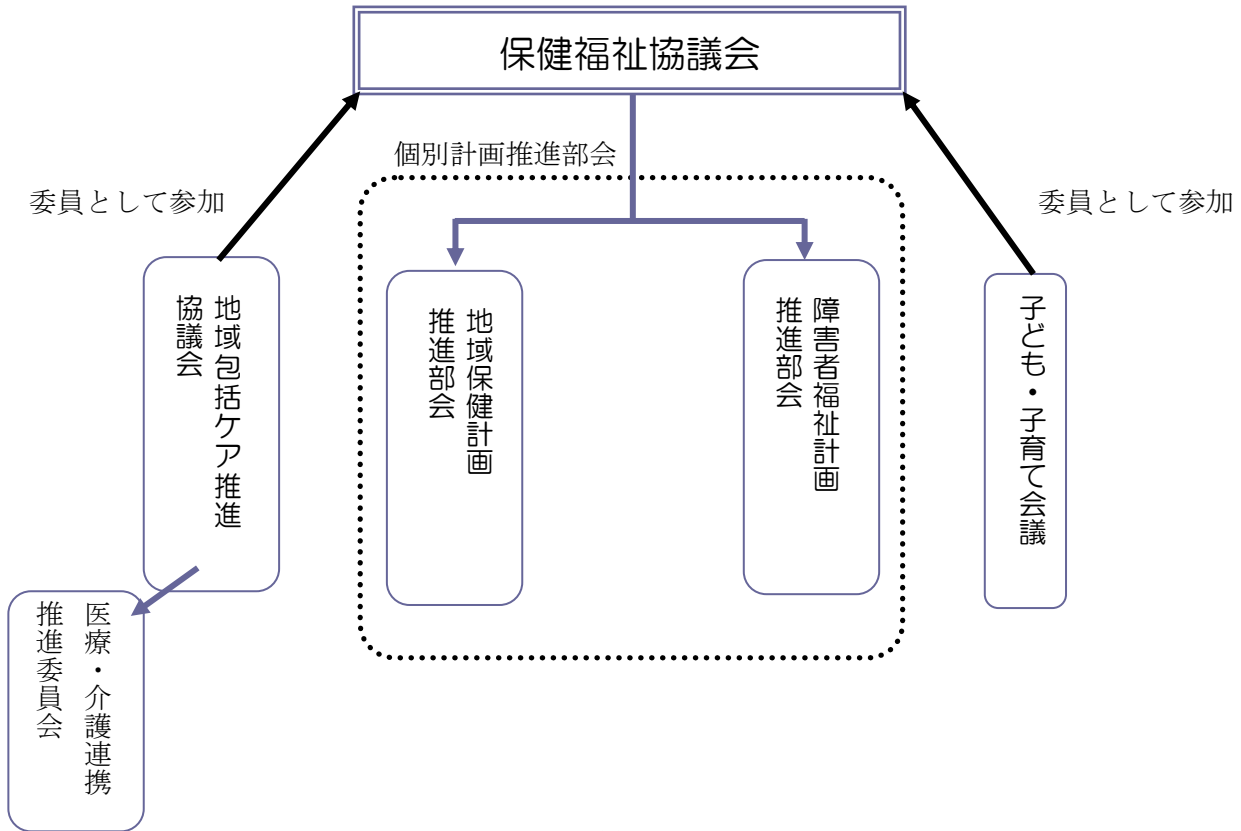 保健福祉協議会
個別計画推進部会
委員として参加
委員として参加
地域包括ケア推進
協議会
地域保健計画
推進部会
障害者福祉計画
推進部会
子ども・子育て会議
医療・介護連携
推進委員会